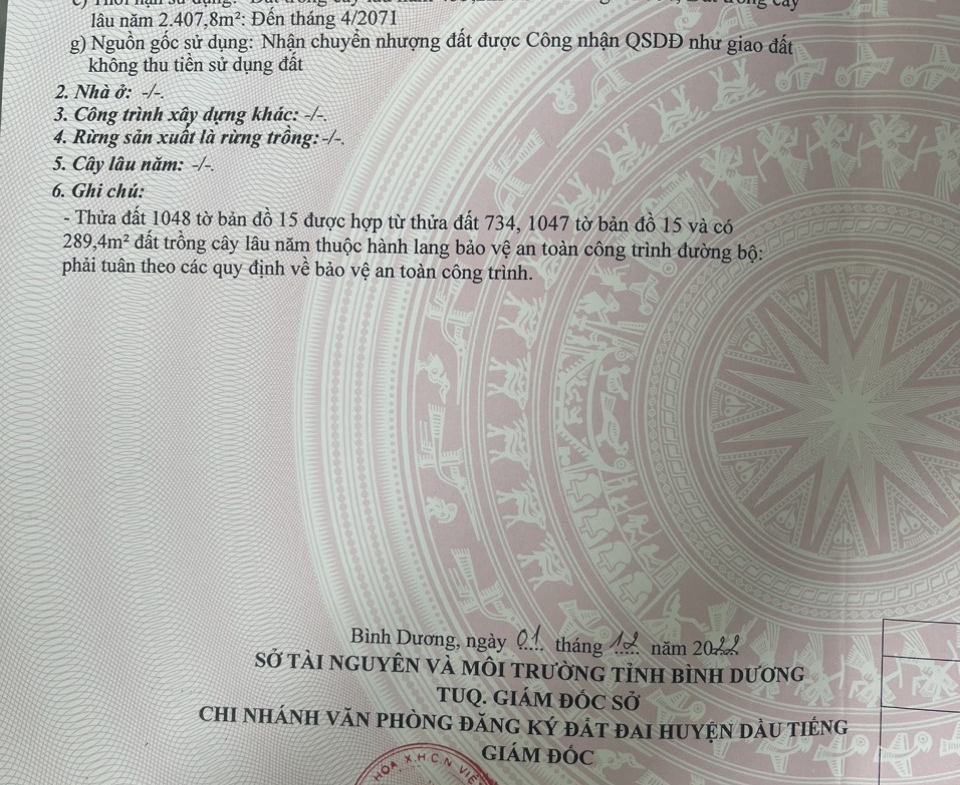 lâu năm 2.407,8m²: Đến tháng 4/2071
g) Nguồn gốc sử dụng: Nhận chuyển nhượng đất được Công nhận QSDĐ như giao đất
không thu tiền sử dụng đất
2. Nhà ở: -/-.
3. Công trình xây dựng khác: -/-.
4. Rừng sản xuất là rừng trồng: -/-.
5. Cây lâu năm: -/-.
6. Ghi chú:
- Thửa đất 1048 tờ bản đồ 15 được hợp từ thửa đất 734, 1047 tờ bản đồ 15 và có
289,4m² đất trồng cây lâu năm thuộc hành lang bảo vệ an toàn công trình đường bộ:
phải tuân theo các quy định về bảo vệ an toàn công trình.
Bình Dương, ngày 01 tháng 12 năm 2022
SỞ TÀI NGUYÊN VÀ MÔI TRƯỜNG TỈNH BÌNH DƯƠNG
TUQ. GIÁM ĐỐC SỞ
CHI NHÁNH VĂN PHÒNG ĐĂNG KÝ ĐẤT ĐAI HUYỆN DẦU TIẾNG
GIÁM ĐỐC
HÒA X.H.C.N VIỆ